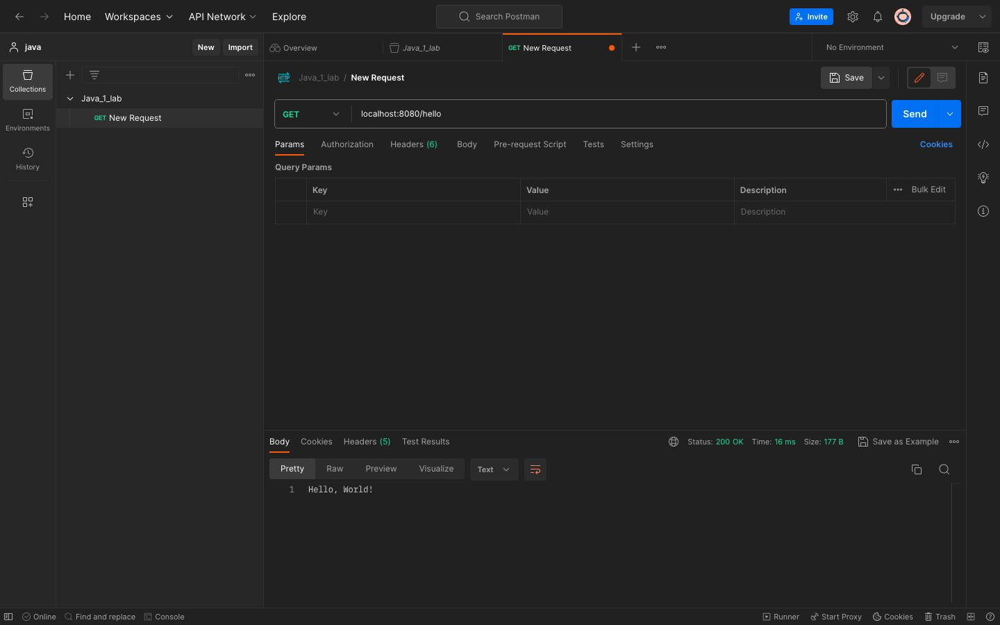 Home Workspaces API Network Explore Search Postman Invite Upgrade
java New Import Overview Java_1_lab GET New Request No Environment
Collections
Environments
History
Java_1_lab
GET New Request
HTTP Java_1_lab / New Request Save
GET localhost:8080/hello Send
Params Authorization Headers (6) Body Pre-request Script Tests Settings Cookies
Query Params
Key Value Description Bulk Edit
Key Value Description
Body Cookies Headers (5) Test Results Status: 200 OK Time: 16 ms Size: 177 B Save as Example
Pretty Raw Preview Visualize Text
1 Hello, World!
Online Find and replace Console Runner Start Proxy Cookies Trash